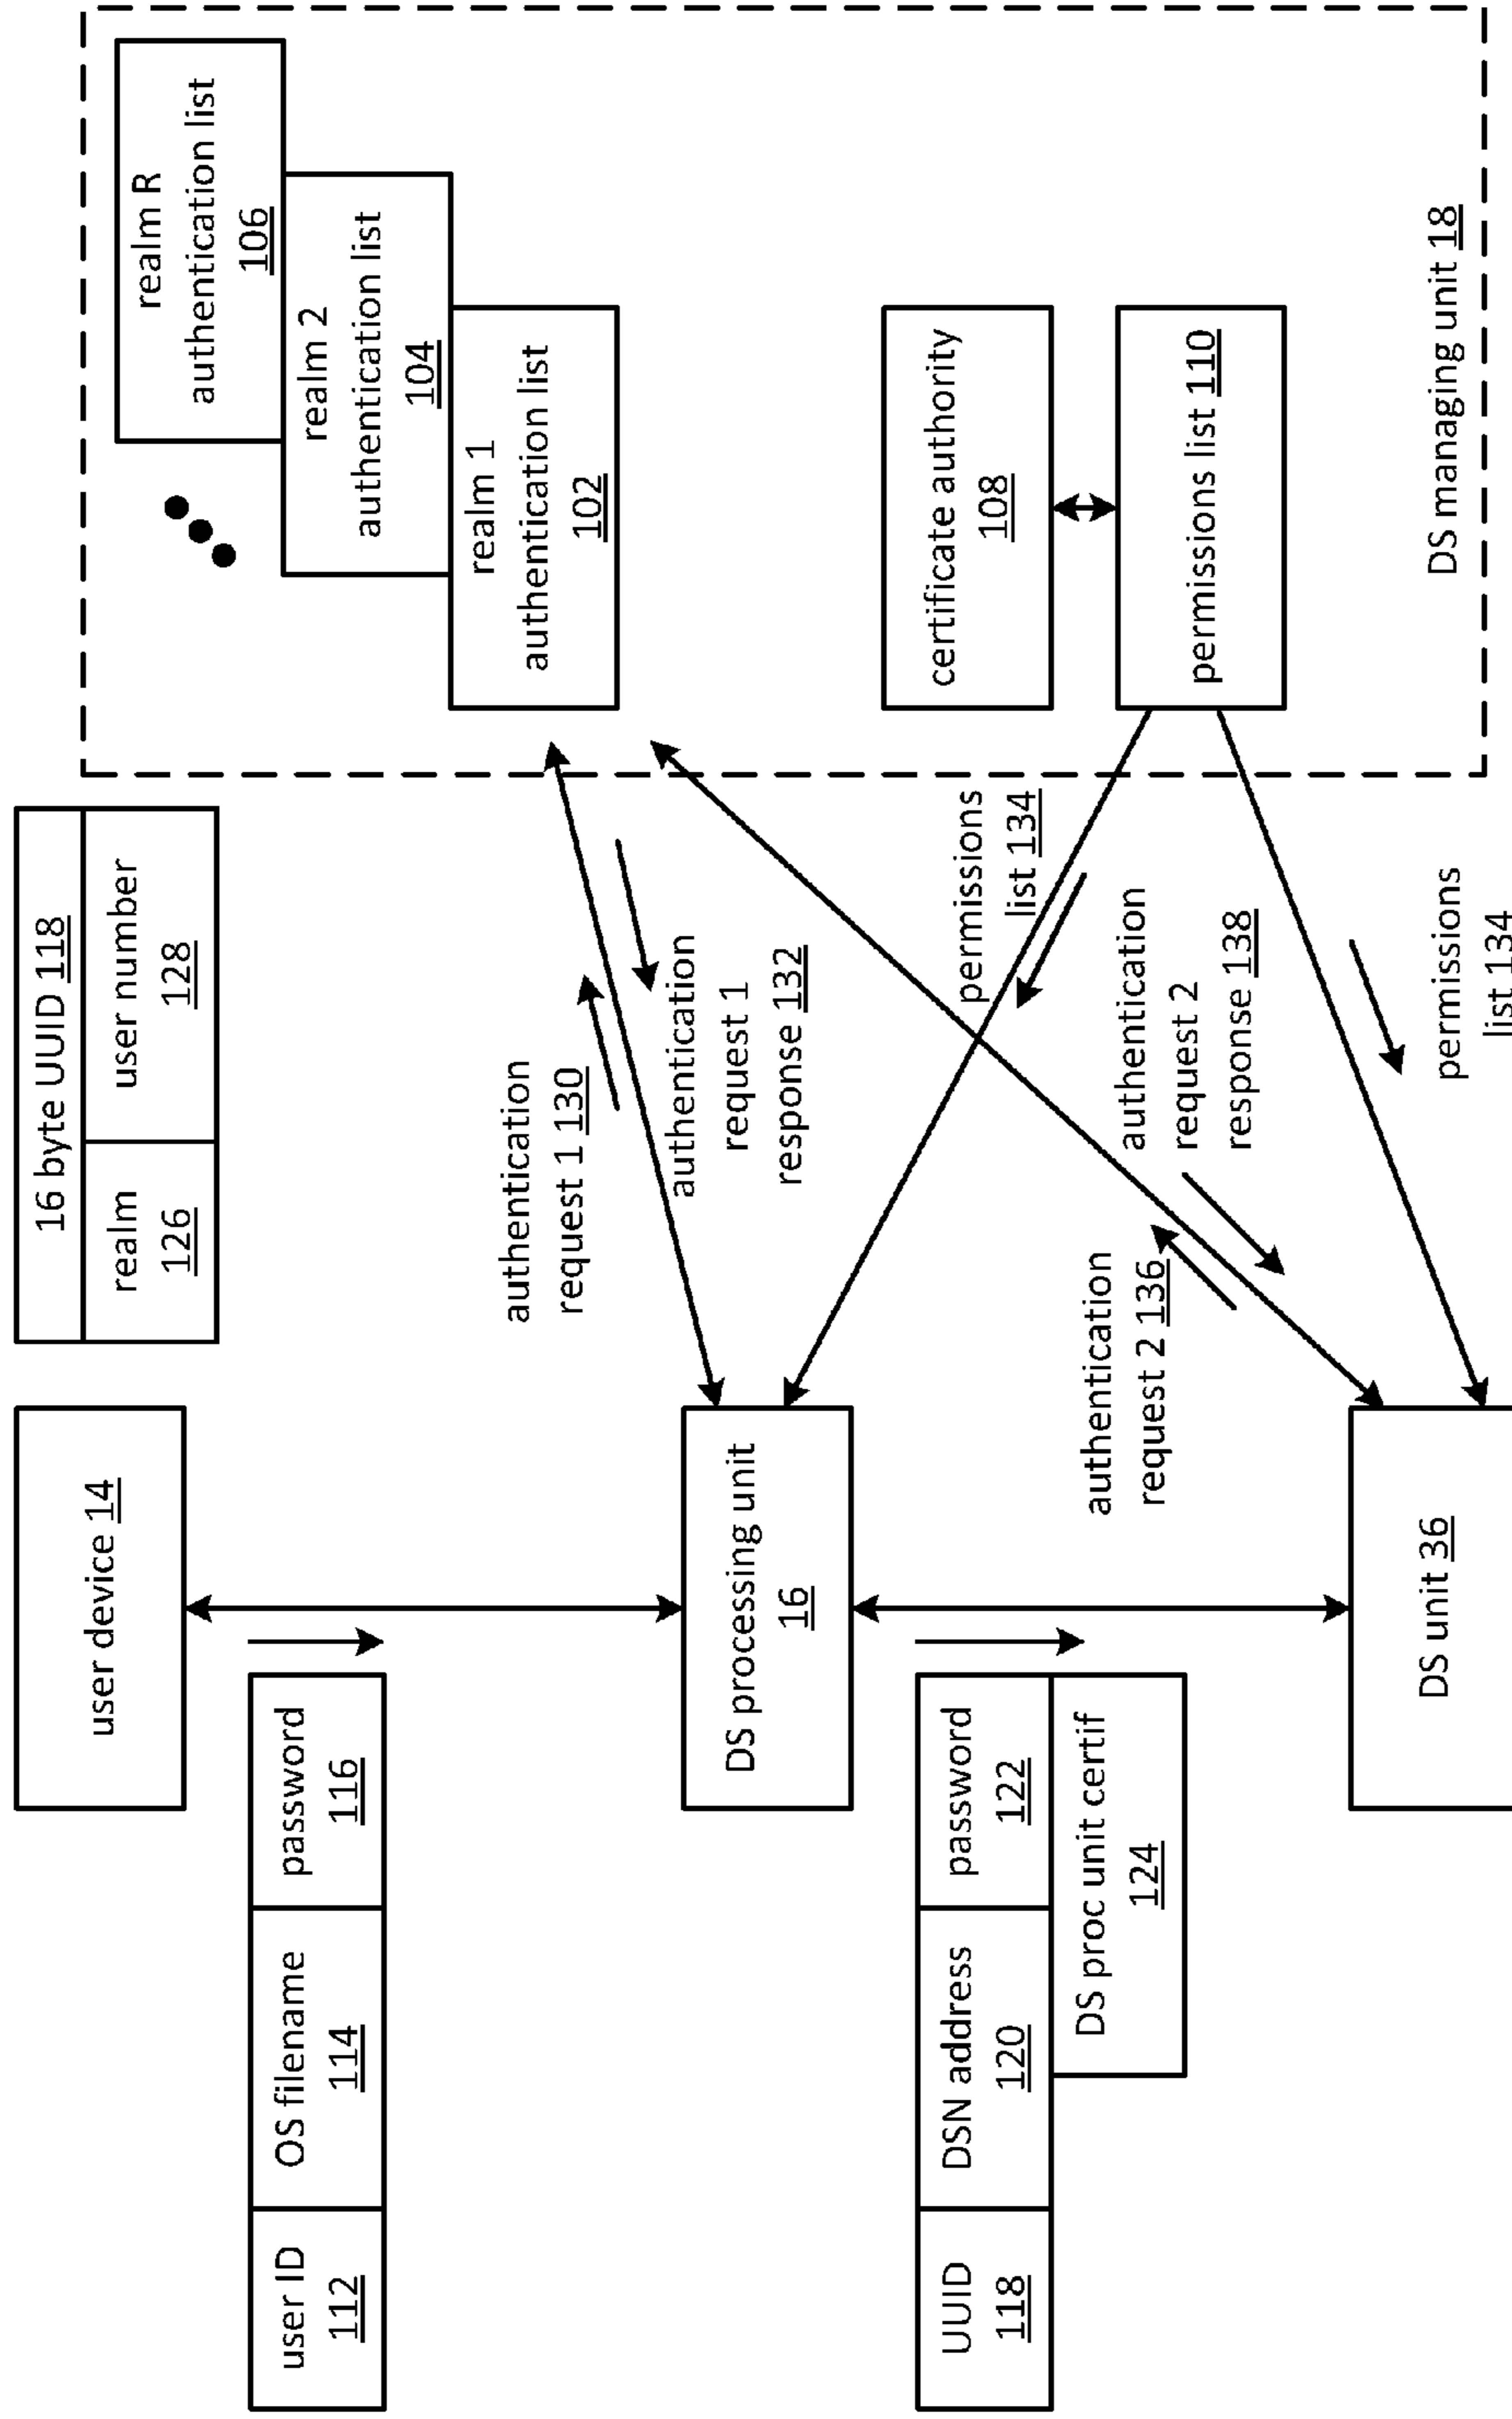 user device 14
16 byte UUID 118
realm
126
user number
128
realm R
authentication list
106
realm 2
authentication list
104
realm 1
authentication list
102
user ID
112
OS filename
114
password
116
authentication
request 1 130
authentication
request 1
response 132
DS processing unit
16
permissions
list 134
certificate authority
108
permissions list 110
UUID
118
DSN address
120
password
122
DS proc unit certif
124
authentication
request 2 136
authentication
request 2
response 138
DS unit 36
permissions
list 134
DS managing unit 18